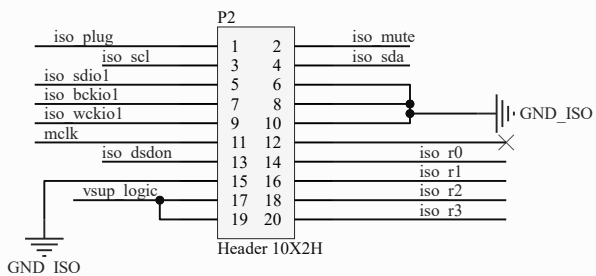 P2
iso_plug 1 2 iso_mute
iso_scl 3 4 iso_sda
iso_sdio1 5 6
iso_bckio1 7 8
iso_wckio1 9 10 GND_ISO
mclk 11 12
iso_dsdon 13 14 iso_r0
15 16 iso_r1
vsup_logic 17 18 iso_r2
19 20 iso_r3
Header 10X2H
GND_ISO